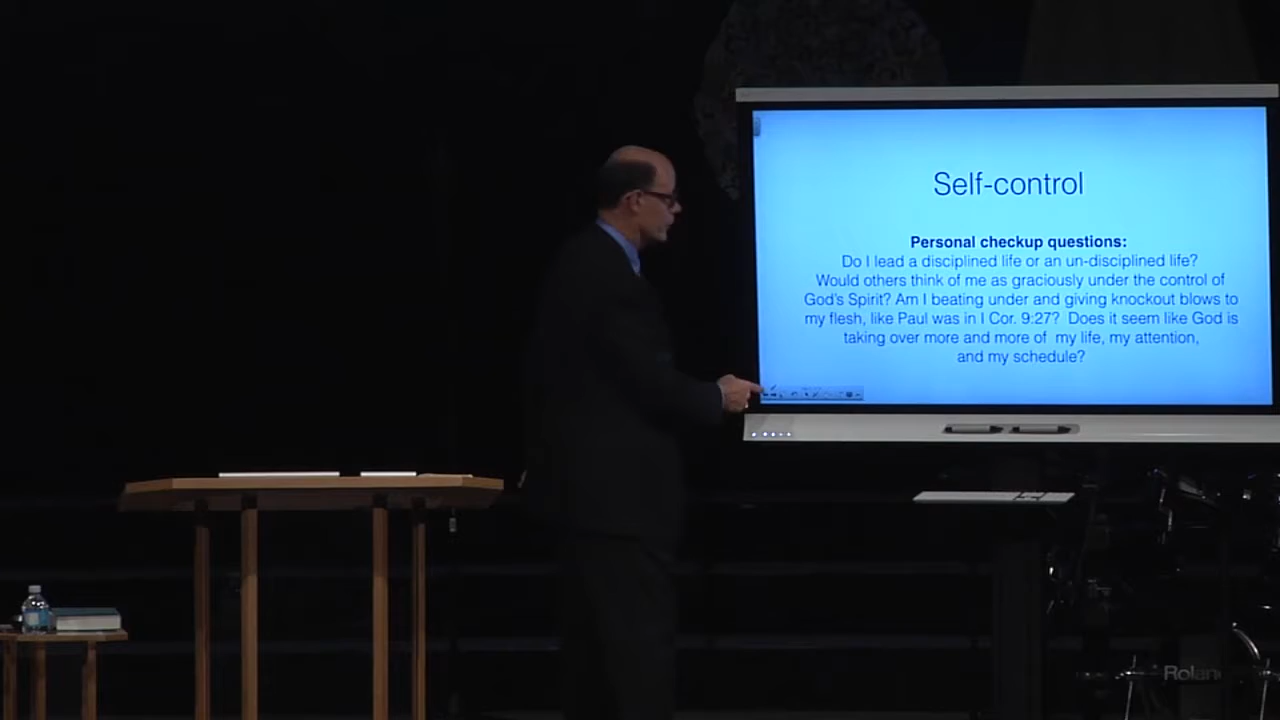 Self-control
Personal checkup questions:
Do I lead a disciplined life or an un-disciplined life?
Would others think of me as graciously under the control of
God's Spirit? Am I beating under and giving knockout blows to
my flesh, like Paul was in I Cor. 9:27? Does it seem like God is
taking over more and more of my life, my attention,
and my schedule?
Roland